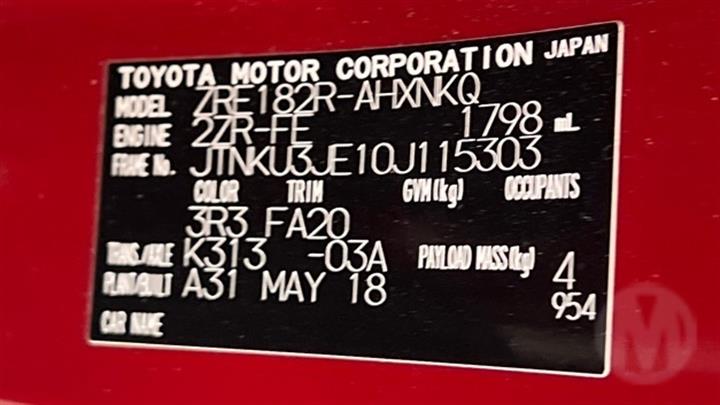 TOYOTA MOTOR CORPORATION JAPAN
MODEL ZRE182R-AHXNKQ
ENGINE 2ZR-FE 1798 mL
FRAME No. JTNKU3JE10J115303
COLOR TRIM GVM(kg) OCCUPANTS
3R3 FA20
TRANS./AXLE K313 -03A PAYLOAD MASS(kg) 4
PLANT/BUILT A31 MAY 18 954
CAR NAME
M